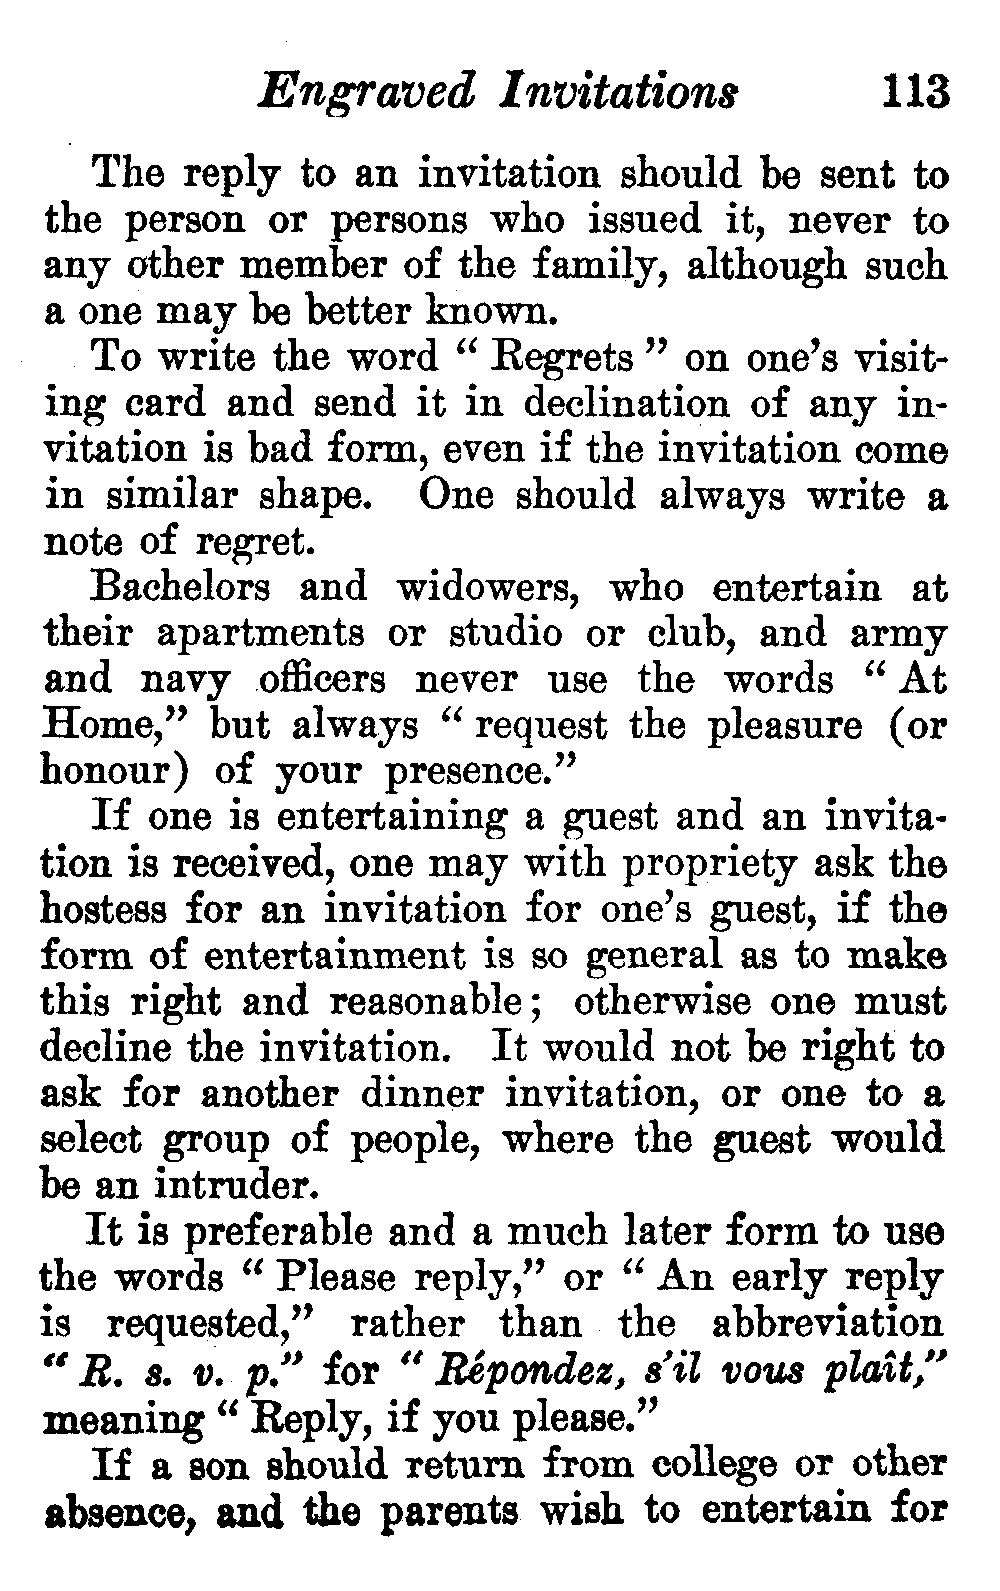 Engraved Invitations 113
The reply to an invitation should be sent to
the person or persons who issued it, never to
any other member of the family, although such
a one may be better known.
To write the word “ Regrets ” on one’s visit-
ing card and send it in declination of any in-
vitation is bad form, even if the invitation come
in similar shape. One should always write a
note of regret.
Bachelors and widowers, who entertain at
their apartments or studio or club, and army
and navy officers never use the words “ At
Home,” but always “ request the pleasure (or
honour) of your presence.”
If one is entertaining a guest and an invita-
tion is received, one may with propriety ask the
hostess for an invitation for one’s guest, if the
form of entertainment is so general as to make
this right and reasonable; otherwise one must
decline the invitation. It would not be right to
ask for another dinner invitation, or one to a
select group of people, where the guest would
be an intruder.
It is preferable and a much later form to use
the words “ Please reply,” or “ An early reply
is requested,” rather than the abbreviation
“ R. s. v. p.” for “ Répondez, s’il vous plaît,”
meaning “ Reply, if you please.”
If a son should return from college or other
absence, and the parents wish to entertain for